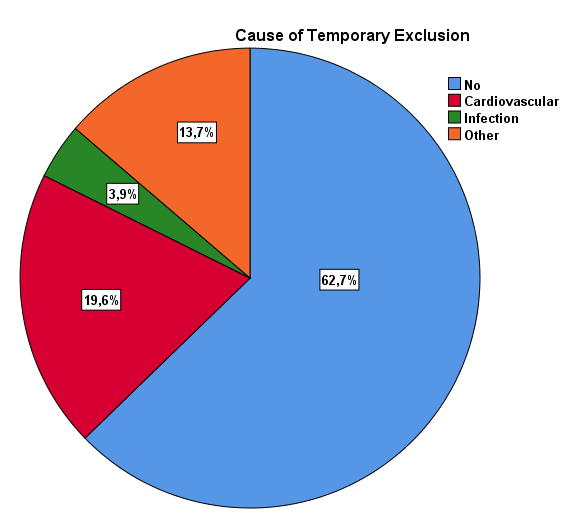 Cause of Temporary Exclusion
No
Cardiovascular
Infection
Other
13,7%
3,9%
62,7%
19,6%